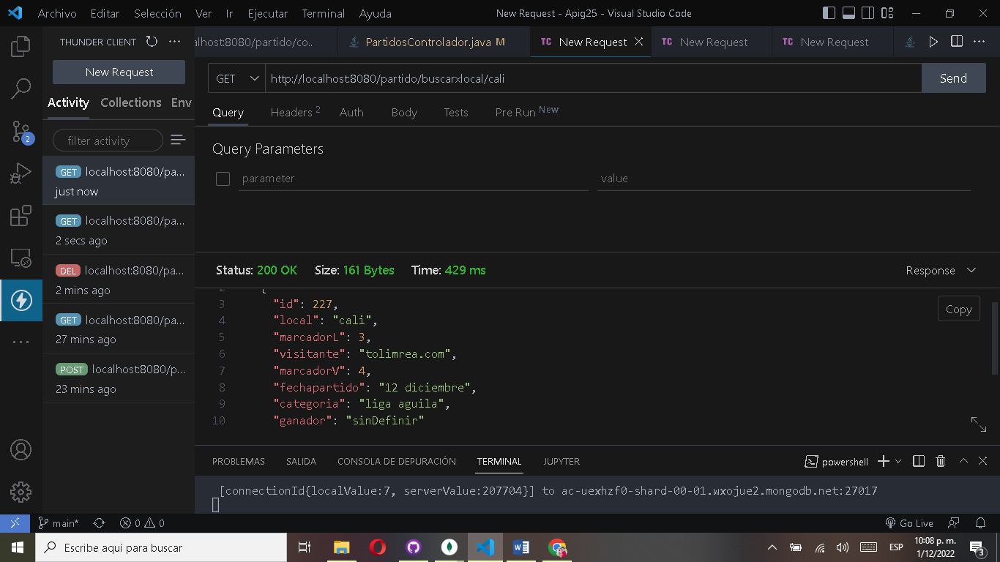 Archivo Editar Selección Ver Ir Ejecutar Terminal Ayuda New Request - Apig25 - Visual Studio Code
THUNDER CLIENT
New Request
Activity Collections Env
filter activity
GET localhost:8080/pa...
just now
GET localhost:8080/pa...
2 secs ago
DEL localhost:8080/pa...
2 mins ago
GET localhost:8080/pa...
27 mins ago
POST localhost:8080/p...
23 mins ago
2
alhost:8080/partido/co.. PartidosControlador.java M TC New Request TC New Request TC New Request
GET http://localhost:8080/partido/buscarxlocal/cali Send
Query Headers 2 Auth Body Tests Pre Run New
Query Parameters
parameter value
Status: 200 OK Size: 161 Bytes Time: 429 ms Response
2 {
3 "id": 227,
Copy
4 "local": "cali",
5 "marcadorL": 3,
6 "visitante": "tolimrea.com",
7 "marcadorV": 4,
8 "fechapartido": "12 diciembre",
9 "categoria": "liga aguila",
10 "ganador": "sinDefinir"
PROBLEMAS SALIDA CONSOLA DE DEPURACIÓN TERMINAL JUPYTER powershell
[connectionId{localValue:7, serverValue:207704}] to ac-uexhzf0-shard-00-01.wxojue2.mongodb.net:27017
main* 0 0 Go Live
Escribe aquí para buscar
ESP
10:08 p. m.
1/12/2022
3